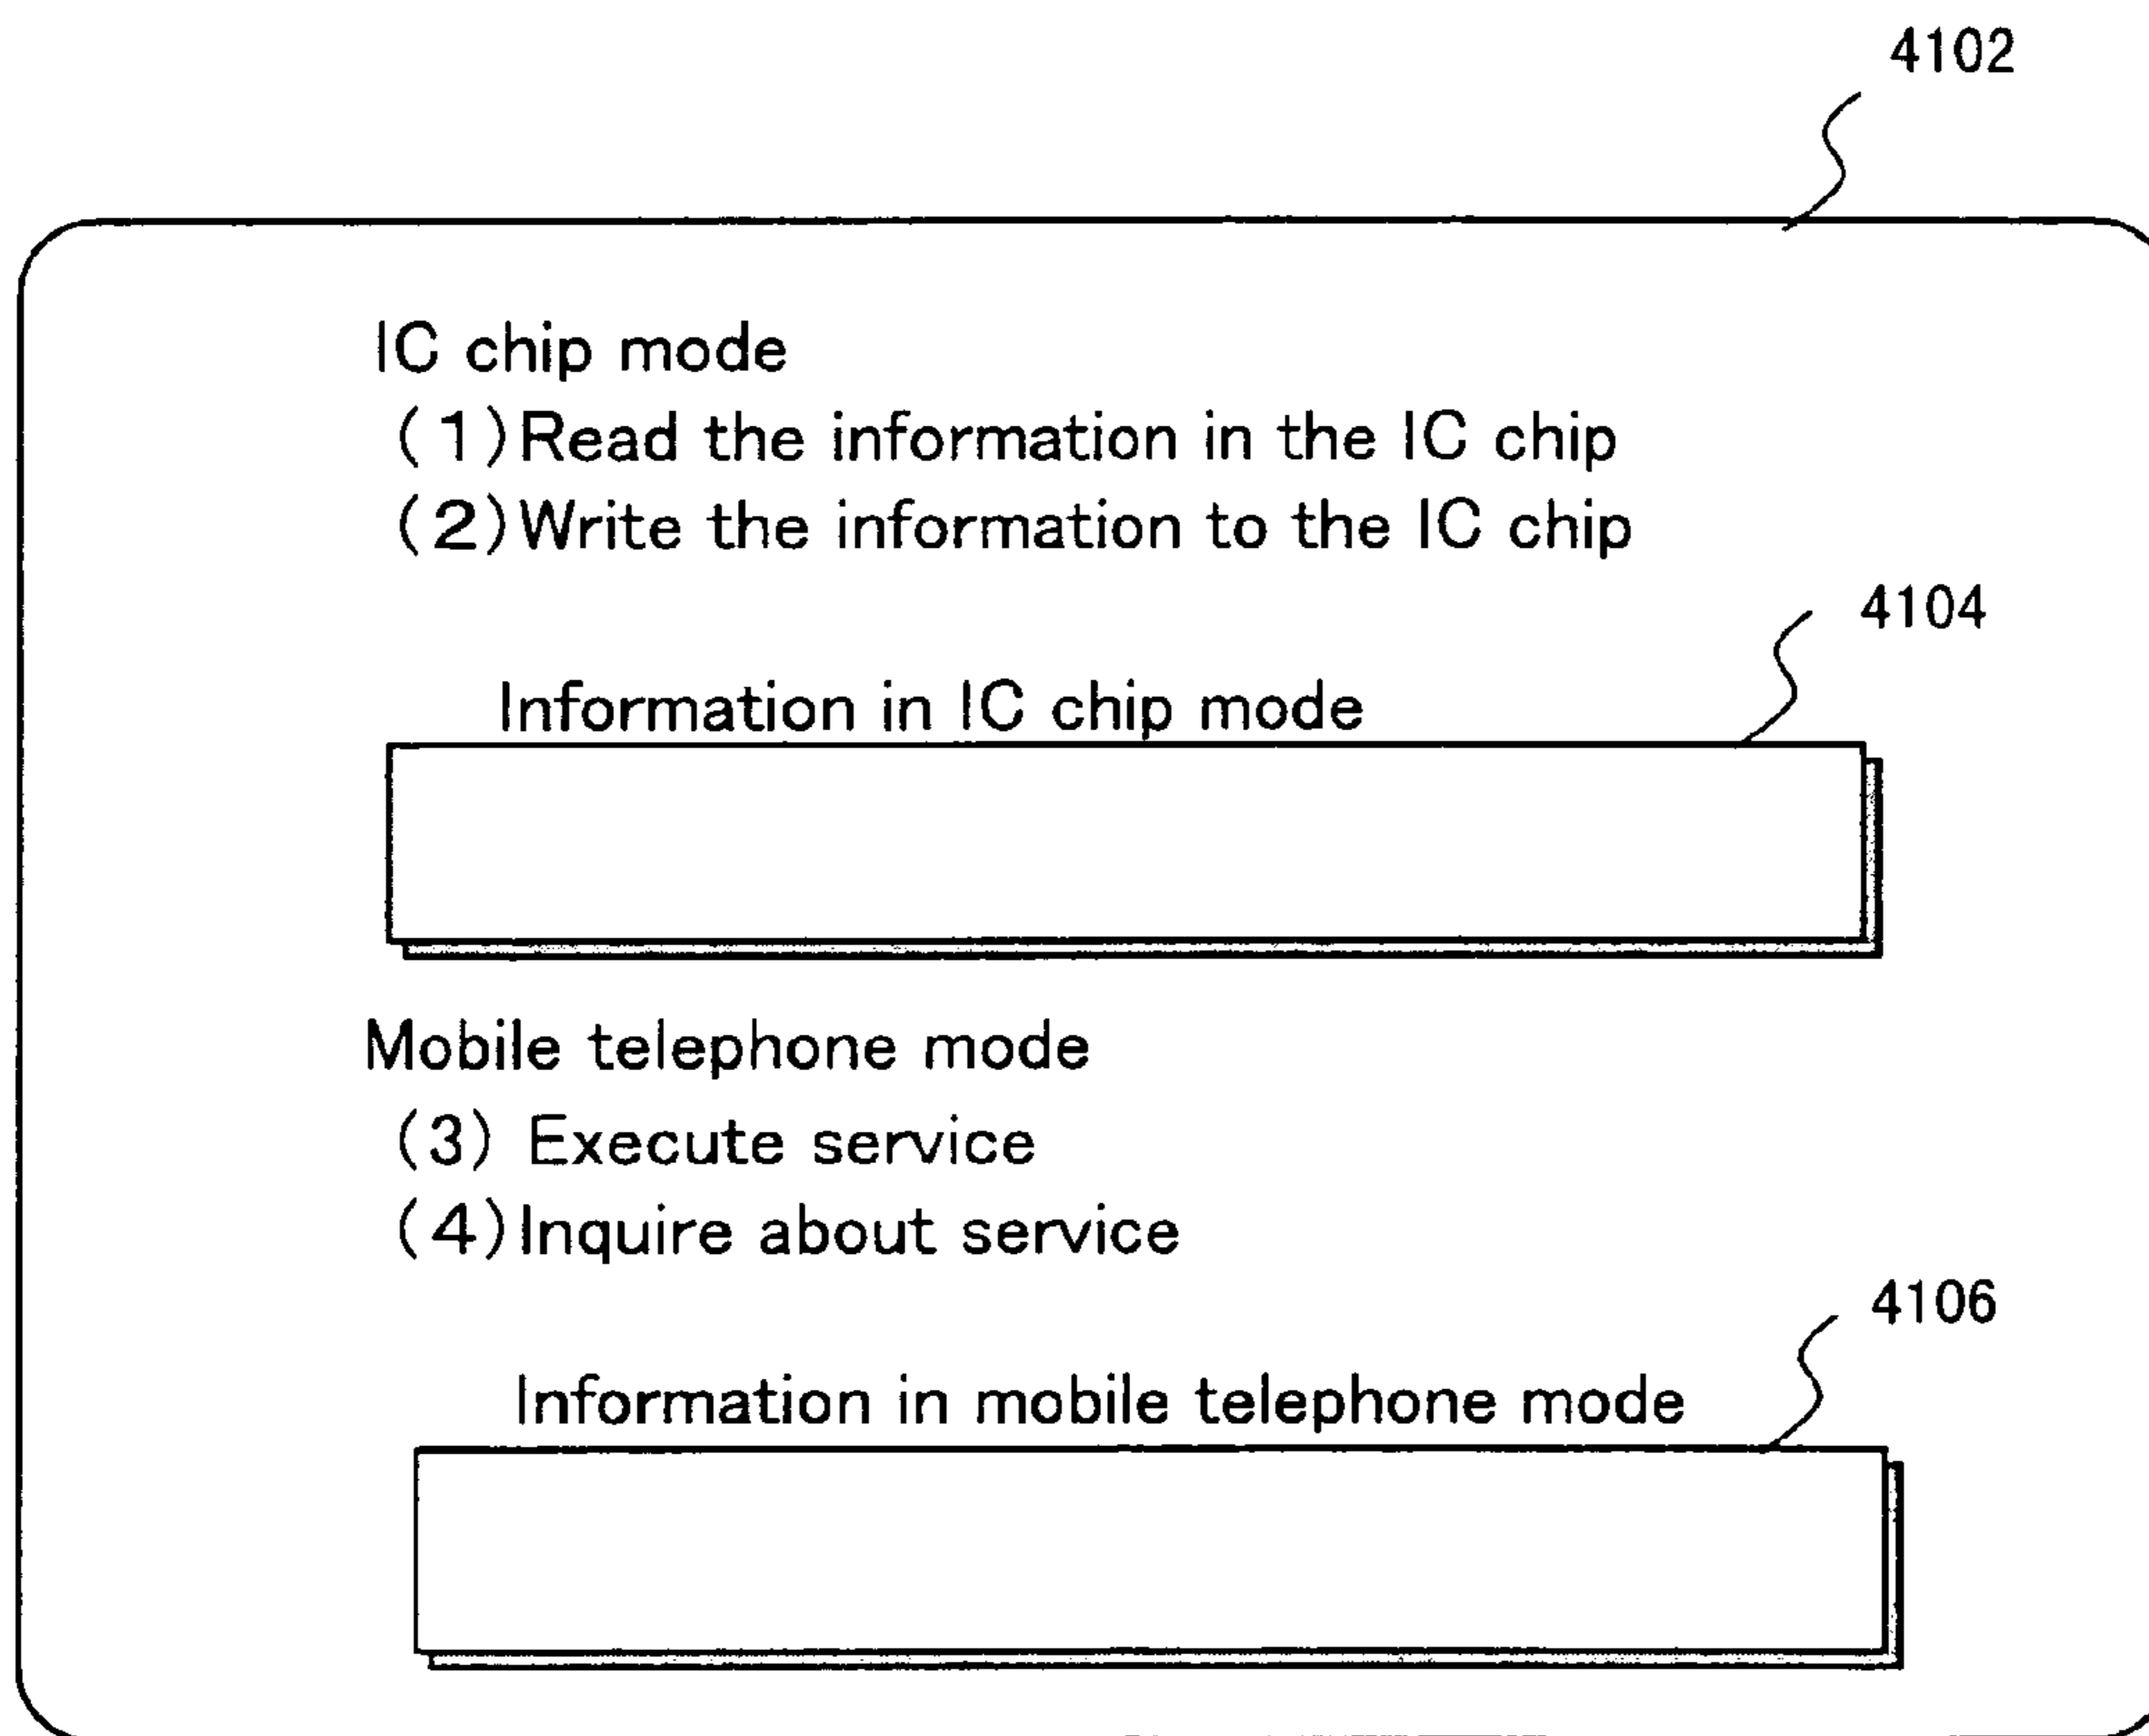 4102
IC chip mode
(1)Read the information in the IC chip
(2)Write the information to the IC chip
4104
Information in IC chip mode
Mobile telephone mode
(3) Execute service
(4)Inquire about service
4106
Information in mobile telephone mode